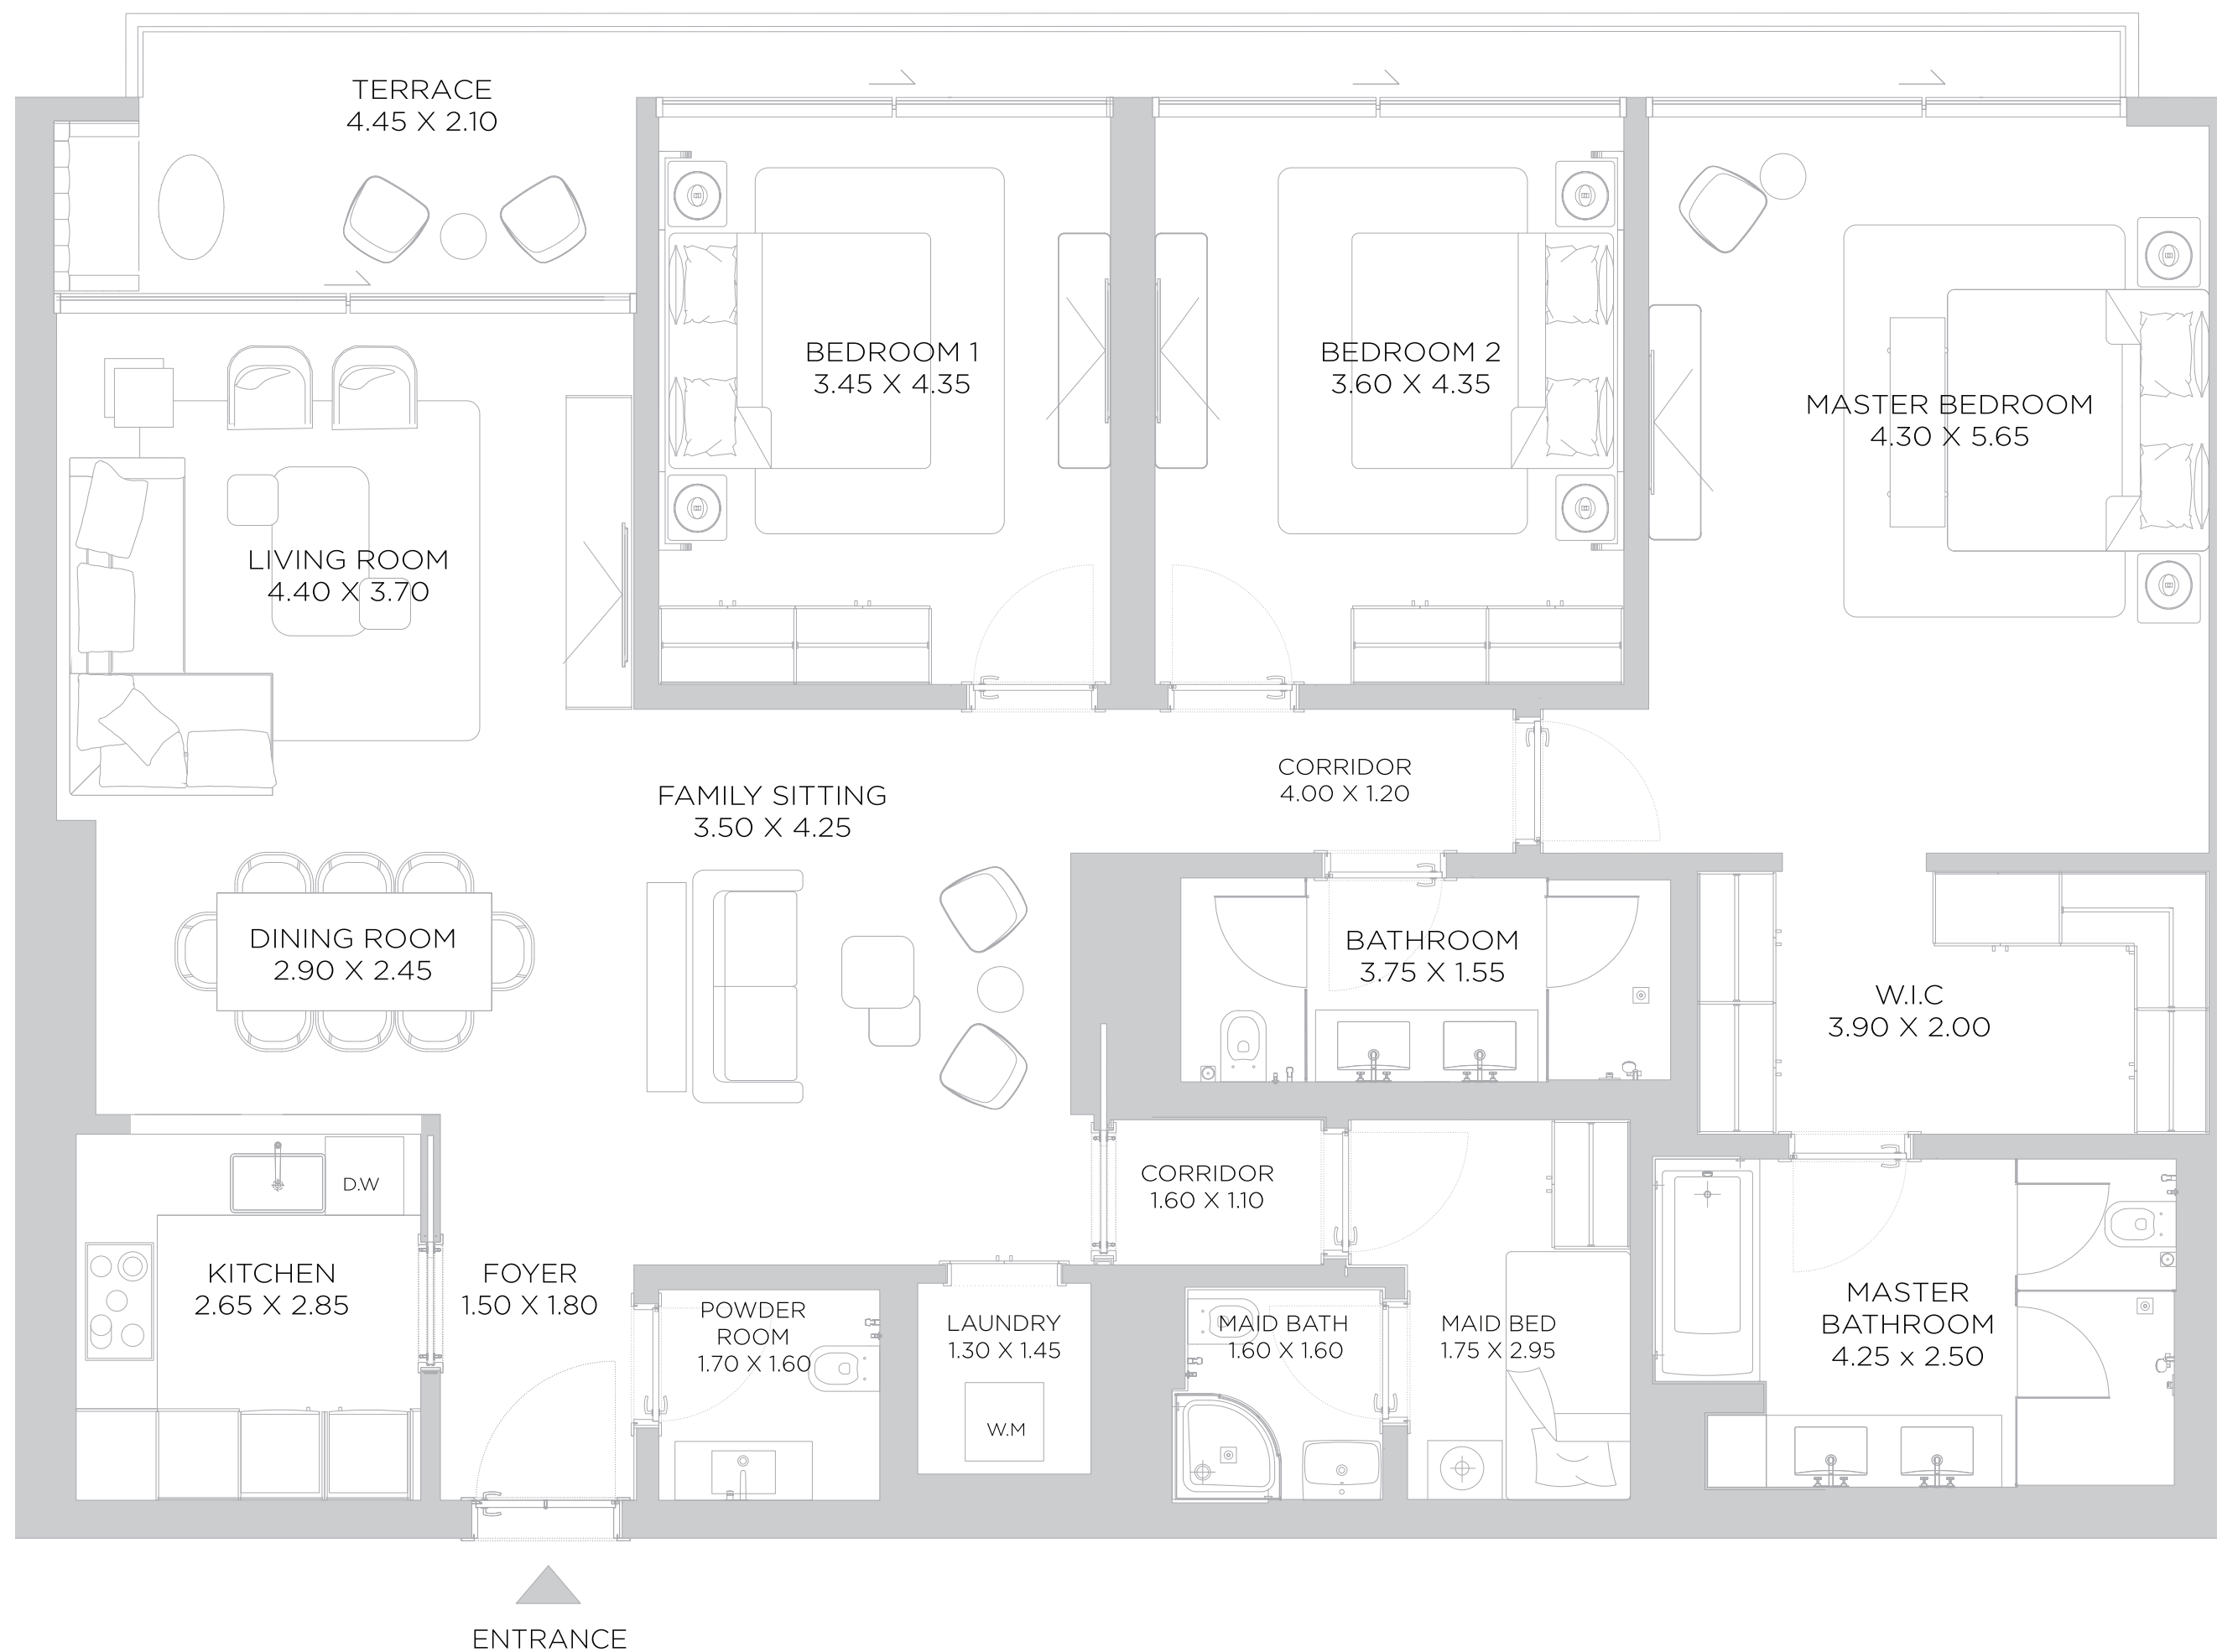 TERRACE
4.45 X 2.10
BEDROOM 1
3.45 X 4.35
BEDROOM 2
3.60 X 4.35
MASTER BEDROOM
4.30 X 5.65
LIVING ROOM
4.40 X 3.70
CORRIDOR
4.00 X 1.20
FAMILY SITTING
3.50 X 4.25
DINING ROOM
2.90 X 2.45
BATHROOM
3.75 X 1.55
W.I.C
3.90 X 2.00
D.W
CORRIDOR
1.60 X 1.10
KITCHEN
2.65 X 2.85
FOYER
1.50 X 1.80
POWDER
ROOM
1.70 X 1.60
LAUNDRY
1.30 X 1.45
W.M
MAID BATH
1.60 X 1.60
MAID BED
1.75 X 2.95
MASTER
BATHROOM
4.25 x 2.50
ENTRANCE